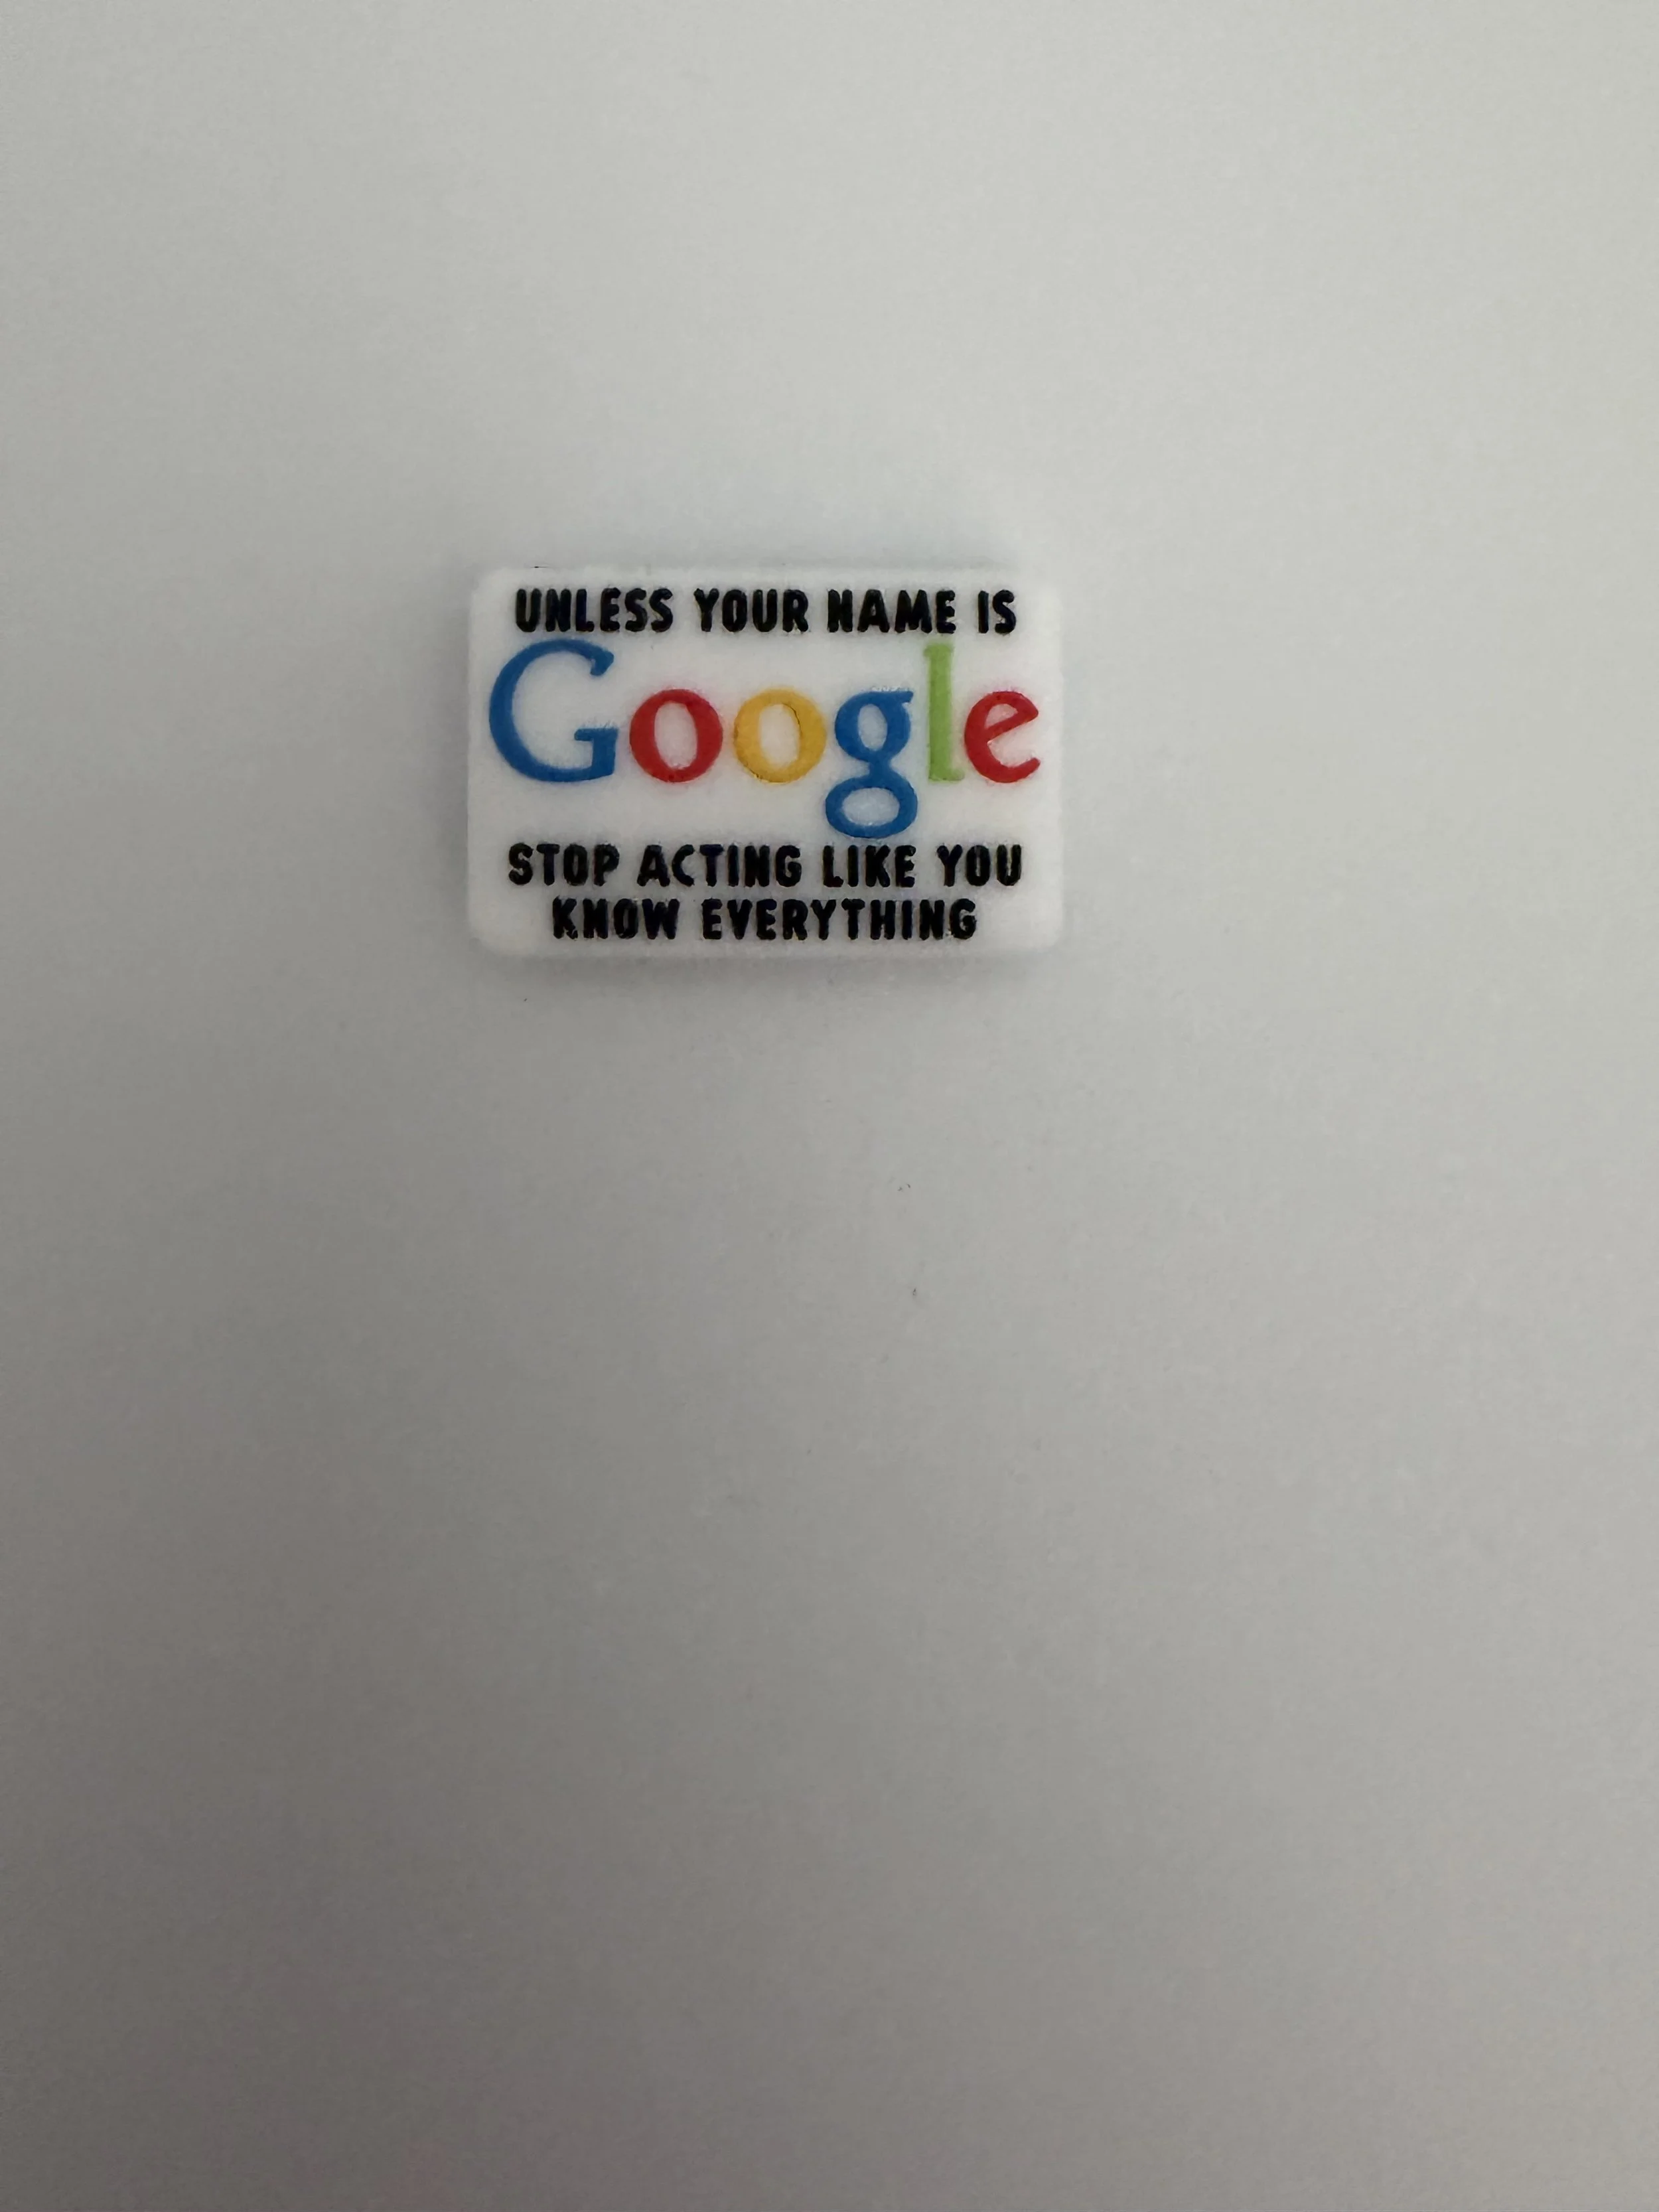 UNLESS YOUR NAME IS
Google
STOP ACTING LIKE YOU
KNOW EVERYTHING